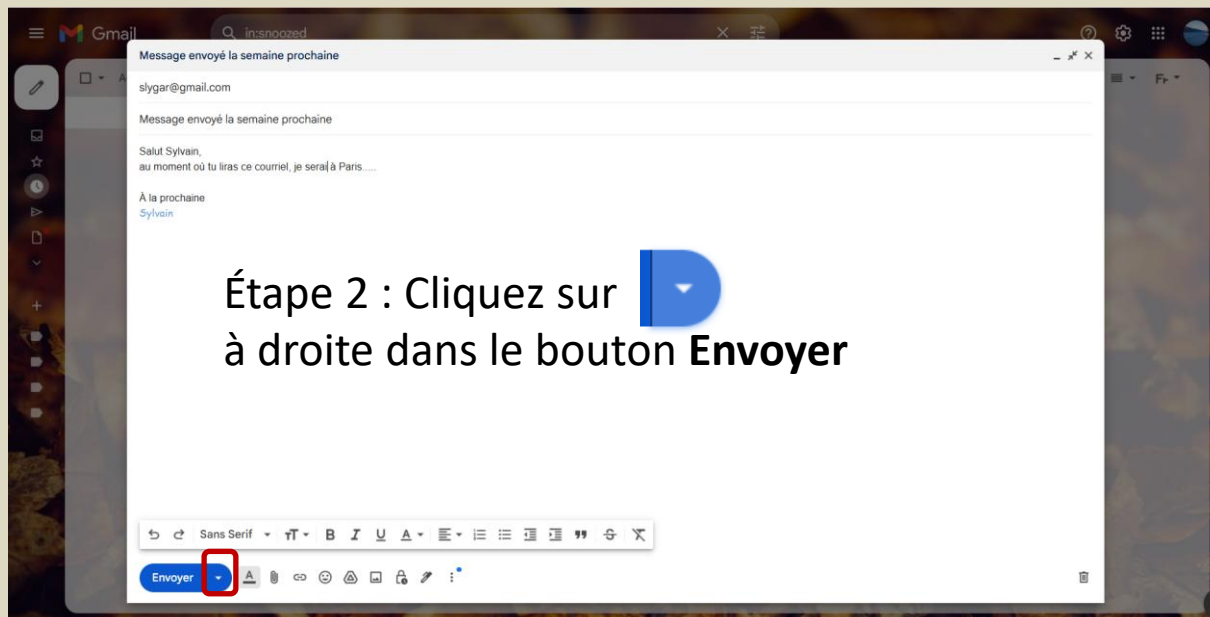 Gmail
in:snoozed
Message envoyé la semaine prochaine
slygar@gmail.com
Fr
Message envoyé la semaine prochaine
Salut Sylvain,
au moment où tu liras ce courriel, je serai à Paris.....
À la prochaine
Sylvain
Étape 2 : Cliquez sur
à droite dans le bouton Envoyer
Sans Serif
Envoyer